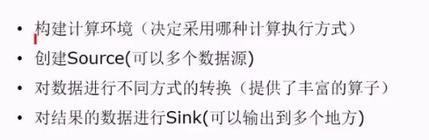 • 构建计算环境（决定采用哪种计算执行方式）
• 创建Source(可以多个数据源)
• 对数据进行不同方式的转换（提供了丰富的算子）
• 对结果的数据进行Sink(可以输出到多个地方)